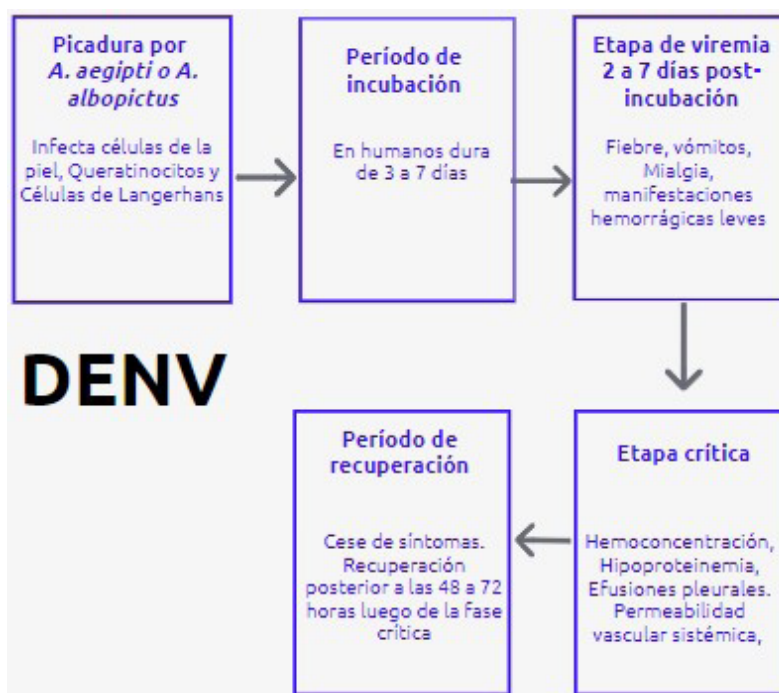 Picadura por
A. aegipti o A.
albopictus
Infecta células de la
piel, Queratinocitos y
Células de Langerhans
Período de
incubación
En humanos dura
de 3 a 7 días
Etapa de viremia
2 a 7 días post-
incubación
Fiebre, vómitos,
Mialgia,
manifestaciones
hemorrágicas leves
DENV
Etapa crítica
Hemoconcentración,
Hipoproteinemia,
Efusiones pleurales.
Permeabilidad
vascular sistémica,
Período de
recuperación
Cese de síntomas.
Recuperación
posterior a las 48 a 72
horas luego de la fase
crítica